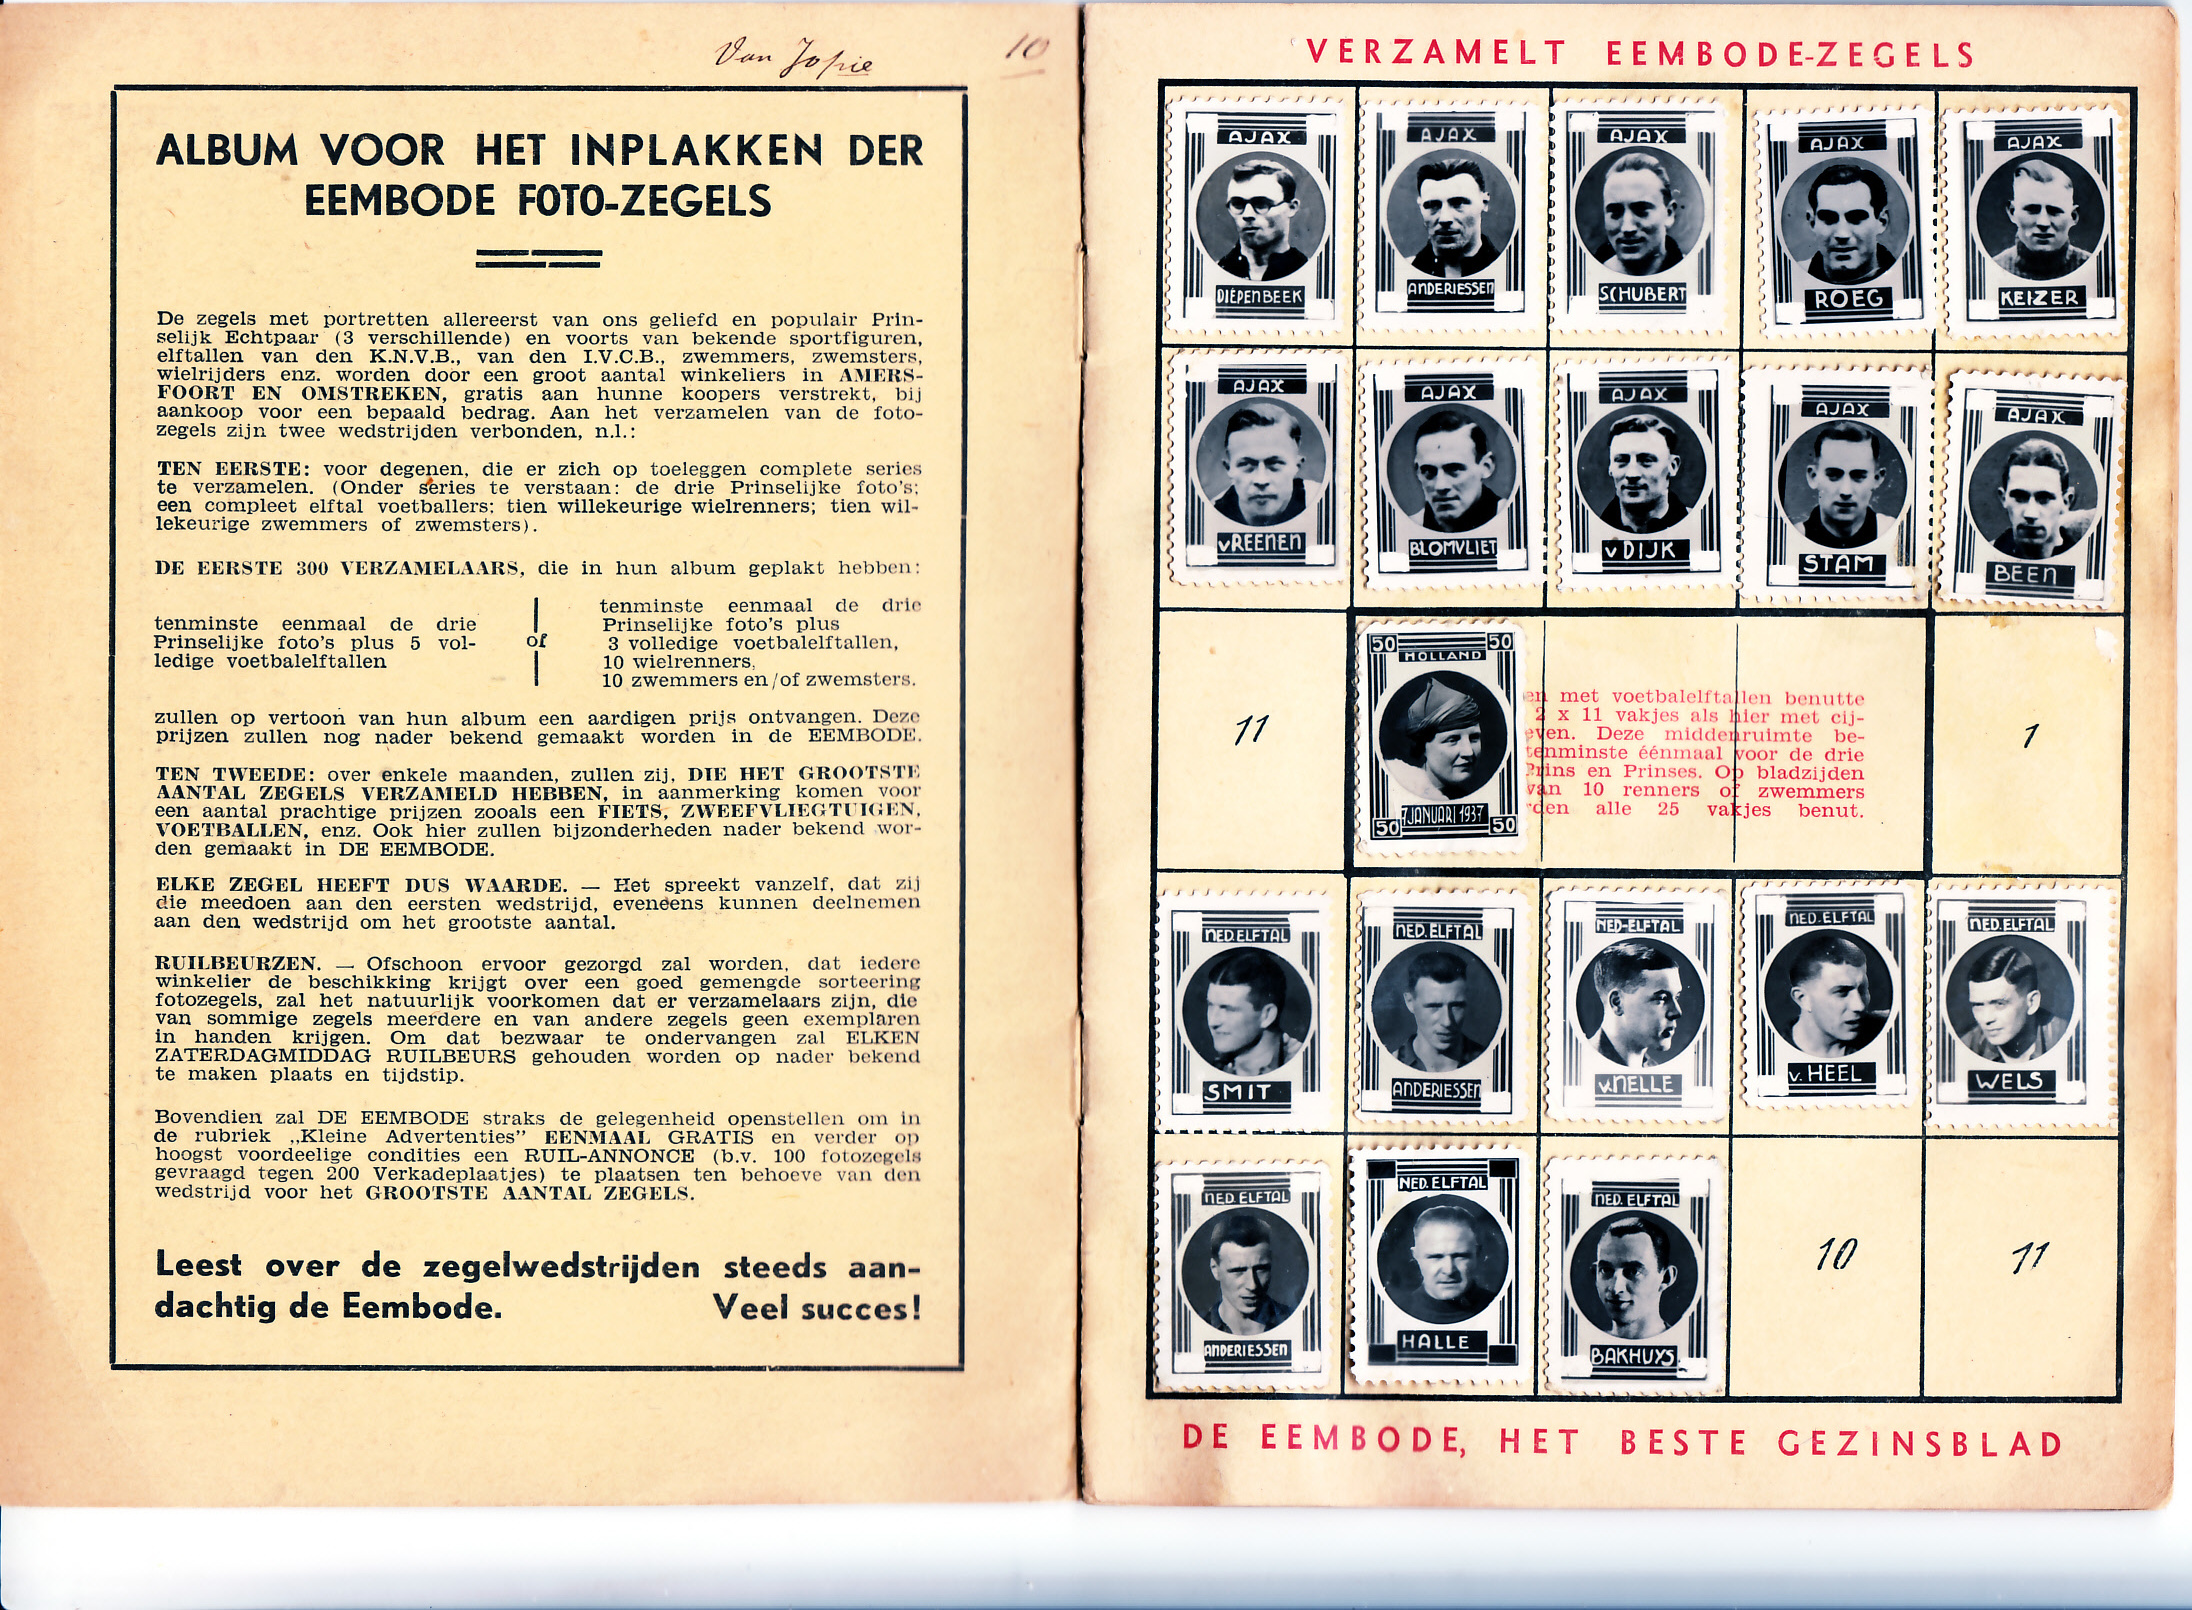 Van Jopie
10
ALBUM VOOR HET INPLAKKEN DER
EEMBODE FOTO-ZEGELS
De zegels met portretten allereerst van ons geliefd en populair Prin-
selijk Echtpaar (3 verschillende) en voorts van bekende sportfiguren,
elftallen van den K.N.V.B., van den I.V.C.B., zwemmers, zwemsters,
wielrijders enz. worden door een groot aantal winkeliers in AMERS-
FOORT EN OMSTREKEN, gratis aan hunne koopers verstrekt, bij
aankoop voor een bepaald bedrag. Aan het verzamelen van de foto-
zegels zijn twee wedstrijden verbonden, n.l.:
TEN EERSTE: voor degenen, die er zich op toeleggen complete series
te verzamelen. (Onder series te verstaan: de drie Prinselijke foto's;
een compleet elftal voetballers; tien willekeurige wielrenners; tien wil-
lekeurige zwemmers of zwemsters).
DE EERSTE 300 VERZAMELAARS, die in hun album geplakt hebben:
tenminste eenmaal de drie
Prinselijke foto's plus 5 vol-
ledige voetbalelftallen
of
tenminste eenmaal de drie
Prinselijke foto's plus
3 volledige voetbalelftallen,
10 wielrenners,
10 zwemmers en/of zwemsters.
zullen op vertoon van hun album een aardigen prijs ontvangen. Deze
prijzen zullen nog nader bekend gemaakt worden in de EEMBODE.
TEN TWEEDE: over enkele maanden, zullen zij, DIE HET GROOTSTE
AANTAL ZEGELS VERZAMELD HEBBEN, in aanmerking komen voor
een aantal prachtige prijzen zooals een FIETS, ZWEEFVLIEGTUIGEN,
VOETBALLEN, enz. Ook hier zullen bijzonderheden nader bekend wor-
den gemaakt in DE EEMBODE.
ELKE ZEGEL HEEFT DUS WAARDE. — Het spreekt vanzelf, dat zij
die meedoen aan den eersten wedstrijd, eveneens kunnen deelnemen
aan den wedstrijd om het grootste aantal.
RUILBEURZEN. — Ofschoon ervoor gezorgd zal worden, dat iedere
winkelier de beschikking krijgt over een goed gemengde sorteering
fotozegels, zal het natuurlijk voorkomen dat er verzamelaars zijn, die
van sommige zegels meerdere en van andere zegels geen exemplaren
in handen krijgen. Om dat bezwaar te ondervangen zal ELKEN
ZATERDAGMIDDAG RUILBEURS gehouden worden op nader bekend
te maken plaats en tijdstip.
Bovendien zal DE EEMBODE straks de gelegenheid openstellen om in
de rubriek „Kleine Advertenties” EENMAAL GRATIS en verder op
hoogst voordeelige condities een RUIL-ANNONCE (b.v. 100 fotozegels
gevraagd tegen 200 Verkadeplaatjes) te plaatsen ten behoeve van den
wedstrijd voor het GROOTSTE AANTAL ZEGELS.
Leest over de zegelwedstrijden steeds aan-
dachtig de Eembode. Veel succes!
VERZAMELT EEMBODE-ZEGELS
AJAX
DIEPENBEEK
AJAX
ANDERIESSEN
AJAX
SCHUBERT
AJAX
ROEG
AJAX
KEIZER
AJAX
v REENEN
AJAX
BLOMVLIET
AJAX
v DIJK
AJAX
STAM
AJAX
BEEN
11
50 HOLLAND 50
7 JANUARI 1937
50 50
en met voetbalelftallen benutte
2 x 11 vakjes als hier met cij-
even. Deze middenruimte be-
tenminste éénmaal voor de drie
Prins en Prinses. Op bladzijden
van 10 renners of zwemmers
rden alle 25 vakjes benut.
1
NED. ELFTAL
SMIT
NED. ELFTAL
ANDERIESSEN
NED-ELFTAL
v. NELLE
NED. ELFTAL
v. HEEL
NED. ELFTAL
WELS
NED. ELFTAL
ANDERIESSEN
NED. ELFTAL
HALLE
NED. ELFTAL
BAKHUYS
10
11
DE EEMBODE, HET BESTE GEZINSBLAD